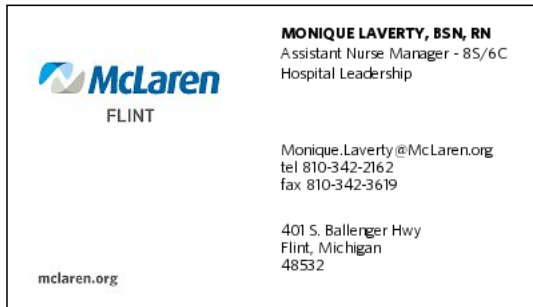 McLaren
FLINT
mclaren.org
MONIQUE LAVERTY, BSN, RN
Assistant Nurse Manager - 8S/6C
Hospital Leadership
Monique.Laverty@McLaren.org
tel 810-342-2162
fax 810-342-3619
401 S. Ballenger Hwy
Flint, Michigan
48532